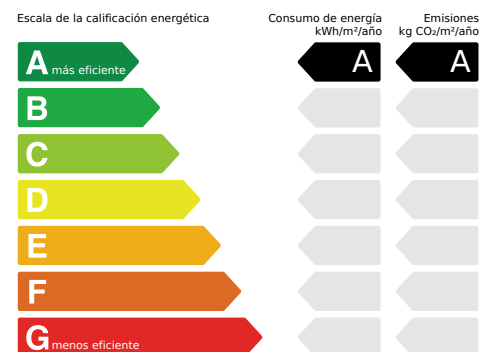 Escala de la calificación energética
Consumo de energía
kWh/m²/año
Emisiones
kg CO₂/m²/año
A más eficiente
A
A
B
C
D
E
F
G menos eficiente